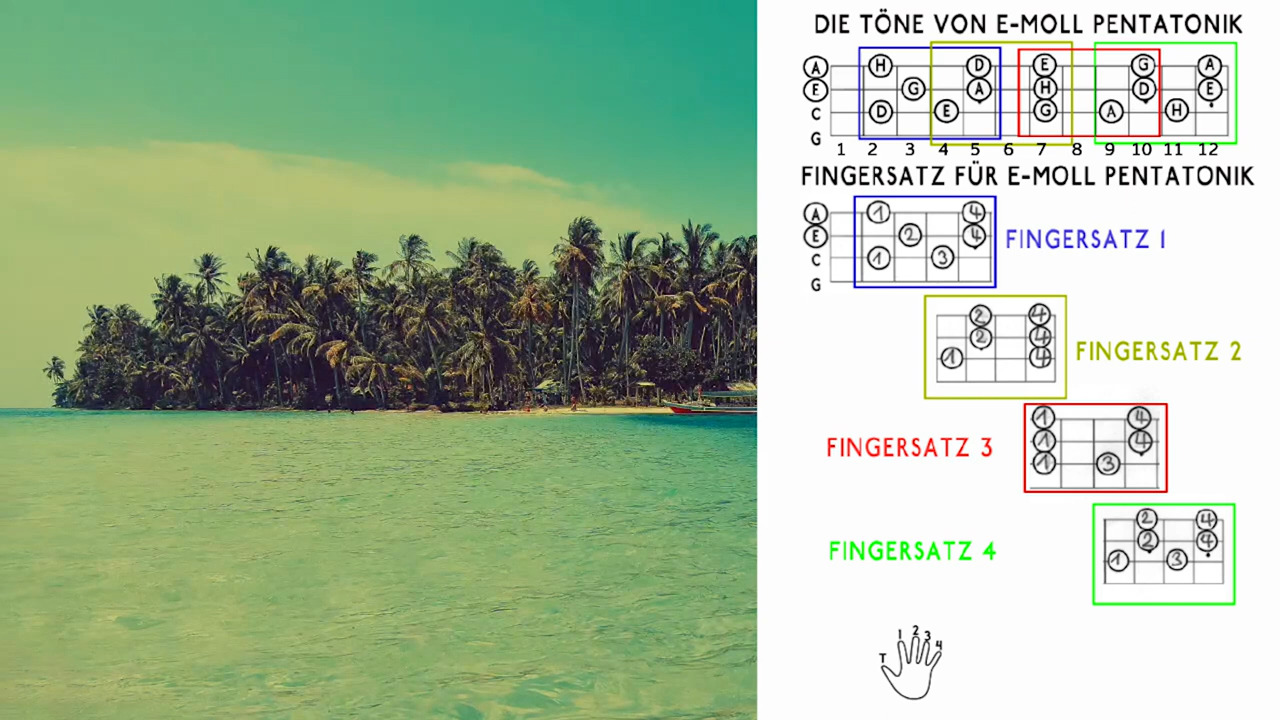 DIE TÖNE VON E-MOLL PENTATONIK
A H D E G A
E G A H D E
C D E G A H
G
1 2 3 4 5 6 7 8 9 10 11 12
FINGERSATZ FÜR E-MOLL PENTATONIK
A 1 4
E 2 4
C 1 3
G
FINGERSATZ 1
2 4
2 4
1 4
FINGERSATZ 2
1 4
1 4
1 3
FINGERSATZ 3
2 4
2 4
1 3
FINGERSATZ 4
T 1 2 3 4